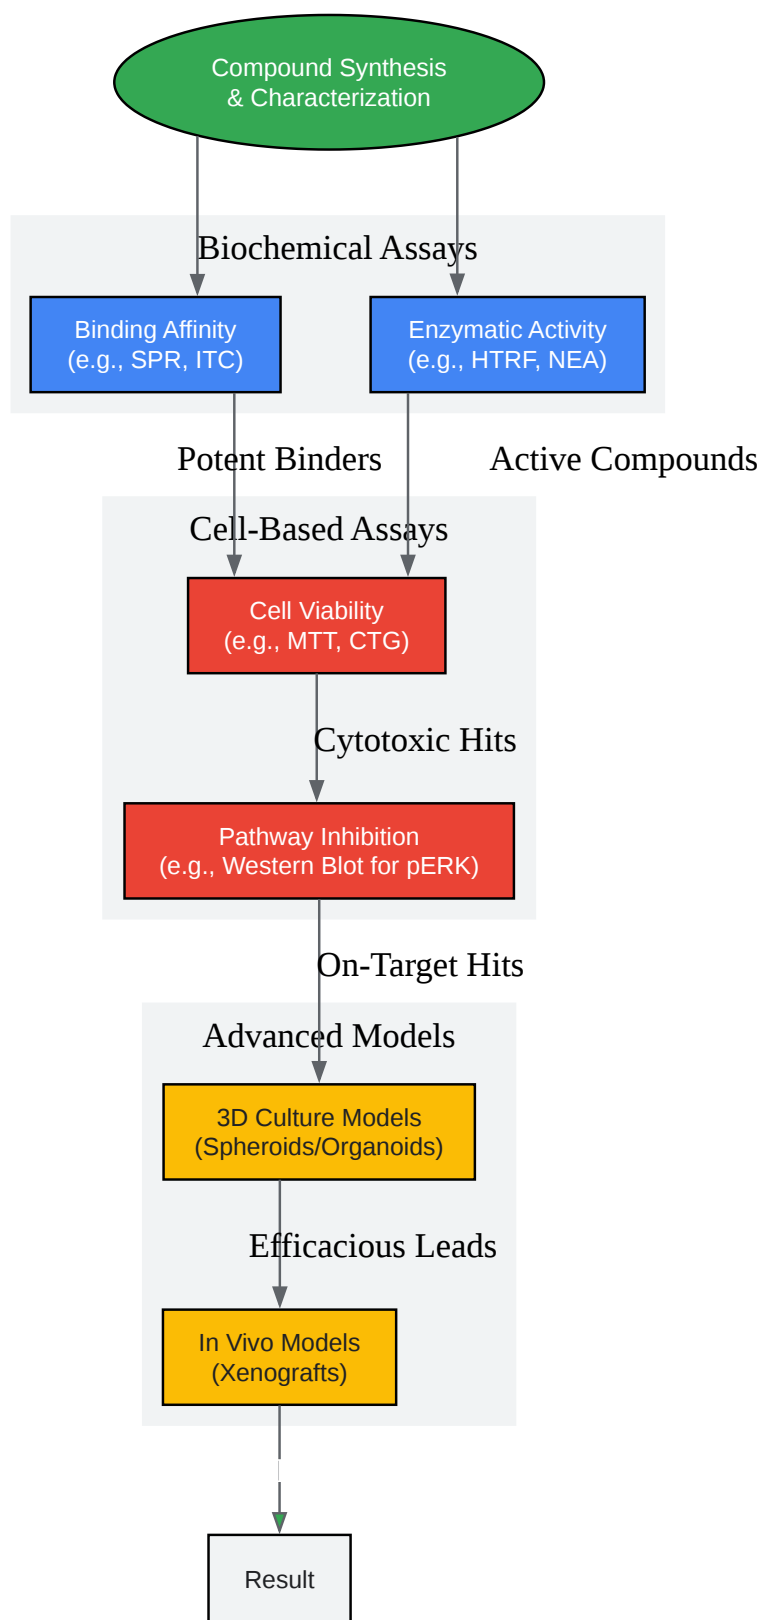 Compound Synthesis
& Characterization
Biochemical Assays
Binding Affinity
(e.g., SPR, ITC)
Enzymatic Activity
(e.g., HTRF, NEA)
Potent Binders
Active Compounds
Cell-Based Assays
Cell Viability
(e.g., MTT, CTG)
Cytotoxic Hits
Pathway Inhibition
(e.g., Western Blot for pERK)
On-Target Hits
Advanced Models
3D Culture Models
(Spheroids/Organoids)
Efficacious Leads
In Vivo Models
(Xenografts)
Result